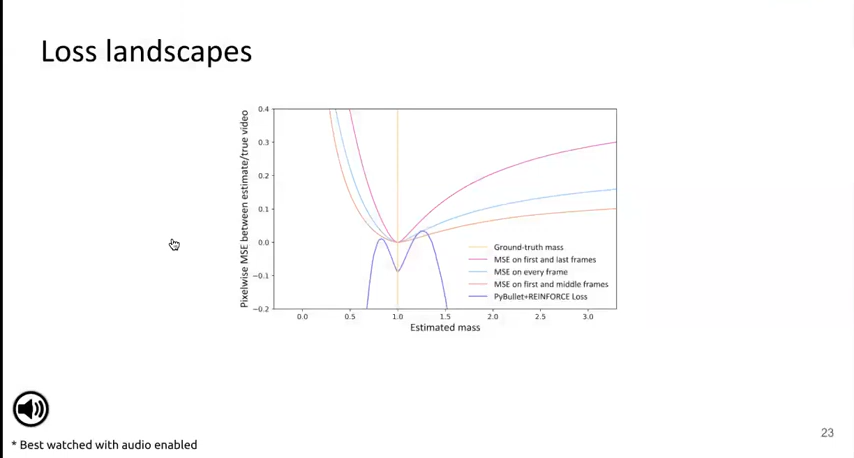 Loss landscapes
Pixelwise MSE between estimate/true video
0.4
0.3
0.2
0.1
0.0
−0.1
−0.2
Ground-truth mass
MSE on first and last frames
MSE on every frame
MSE on first and middle frames
PyBullet+REINFORCE Loss
0.0 0.5 1.0 1.5 2.0 2.5 3.0
Estimated mass
* Best watched with audio enabled
23